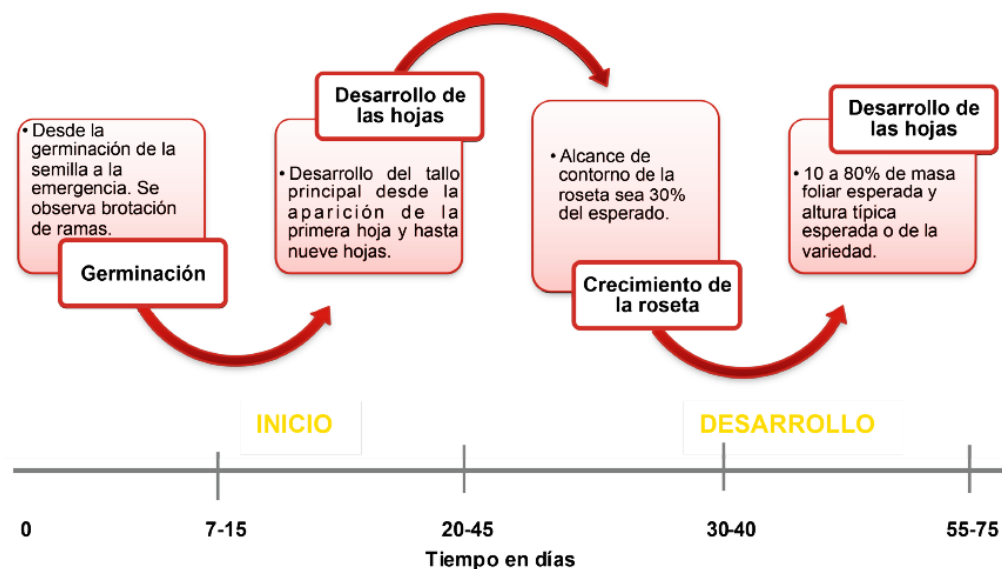 • Desde la
germinación de la
semilla a la
emergencia. Se
observa brotación
de ramas.
Germinación
Desarrollo de
las hojas
• Desarrollo del tallo
principal desde la
aparición de la
primera hoja y hasta
nueve hojas.
• Alcance de
contorno de la
roseta sea 30%
del esperado.
Crecimiento de
la roseta
Desarrollo de
las hojas
• 10 a 80% de masa
foliar esperada y
altura típica
esperada o de la
variedad.
INICIO
DESARROLLO
0
7-15
20-45
30-40
55-75
Tiempo en días